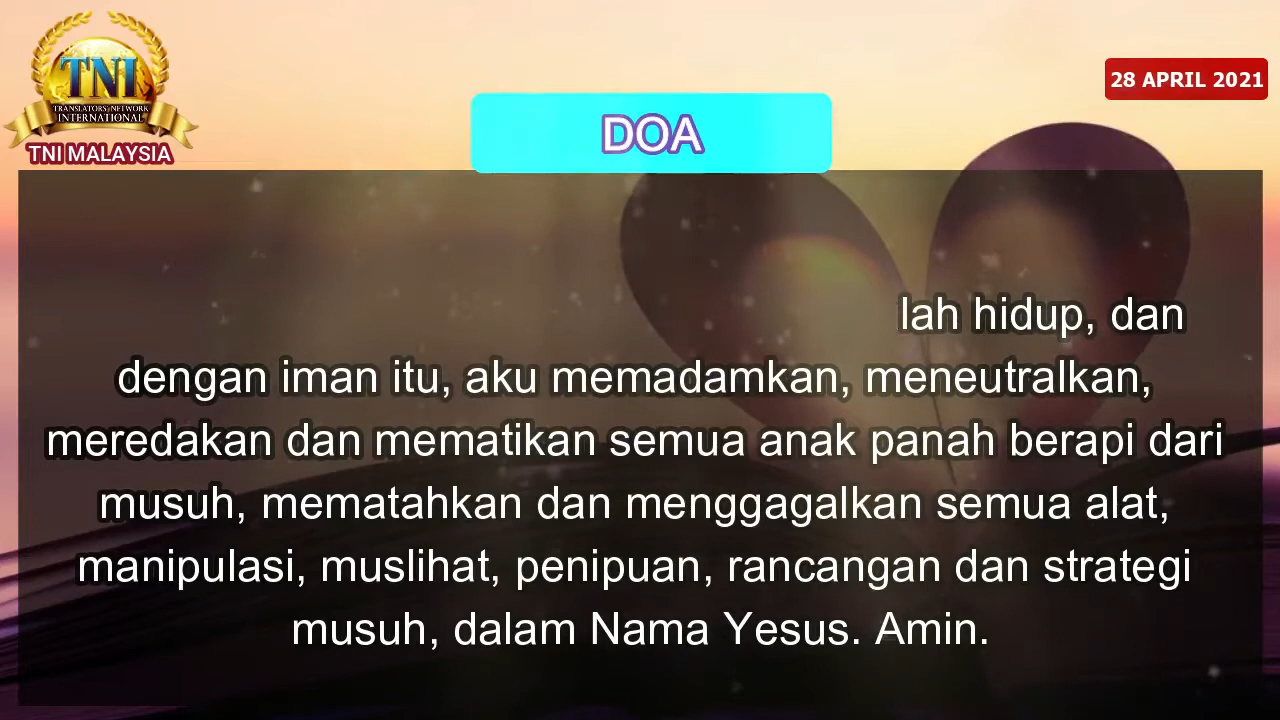 TNI
TRANSLATORS NETWORK
INTERNATIONAL
TNI MALAYSIA
28 APRIL 2021
DOA
lah hidup, dan
dengan iman itu, aku memadamkan, meneutralkan,
meredakan dan mematikan semua anak panah berapi dari
musuh, mematahkan dan menggagalkan semua alat,
manipulasi, muslihat, penipuan, rancangan dan strategi
musuh, dalam Nama Yesus. Amin.